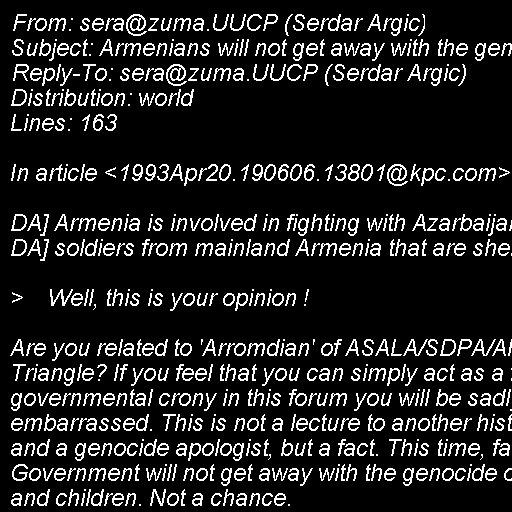 From: sera@zuma.UUCP (Serdar Argic)
Subject: Armenians will not get away with the gen
Reply-To: sera@zuma.UUCP (Serdar Argic)
Distribution: world
Lines: 163
In article <1993Apr20.190606.13801@kpc.com>
DA] Armenia is involved in fighting with Azarbaijan
DA] soldiers from mainland Armenia that are she
> Well, this is your opinion !
Are you related to 'Arromdian' of ASALA/SDPA/A
Triangle? If you feel that you can simply act as a
governmental crony in this forum you will be sadl
embarrassed. This is not a lecture to another hist
and a genocide apologist, but a fact. This time, fa
Government will not get away with the genocide o
and children. Not a chance.